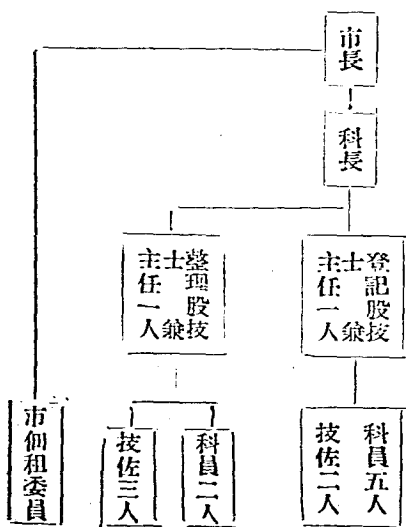 市長
科長
登記股技
士　兼
主任一人
整理股技
士　兼
主任一人
科員五人
技佐二人
科員二人
技佐三人
市佃租委員